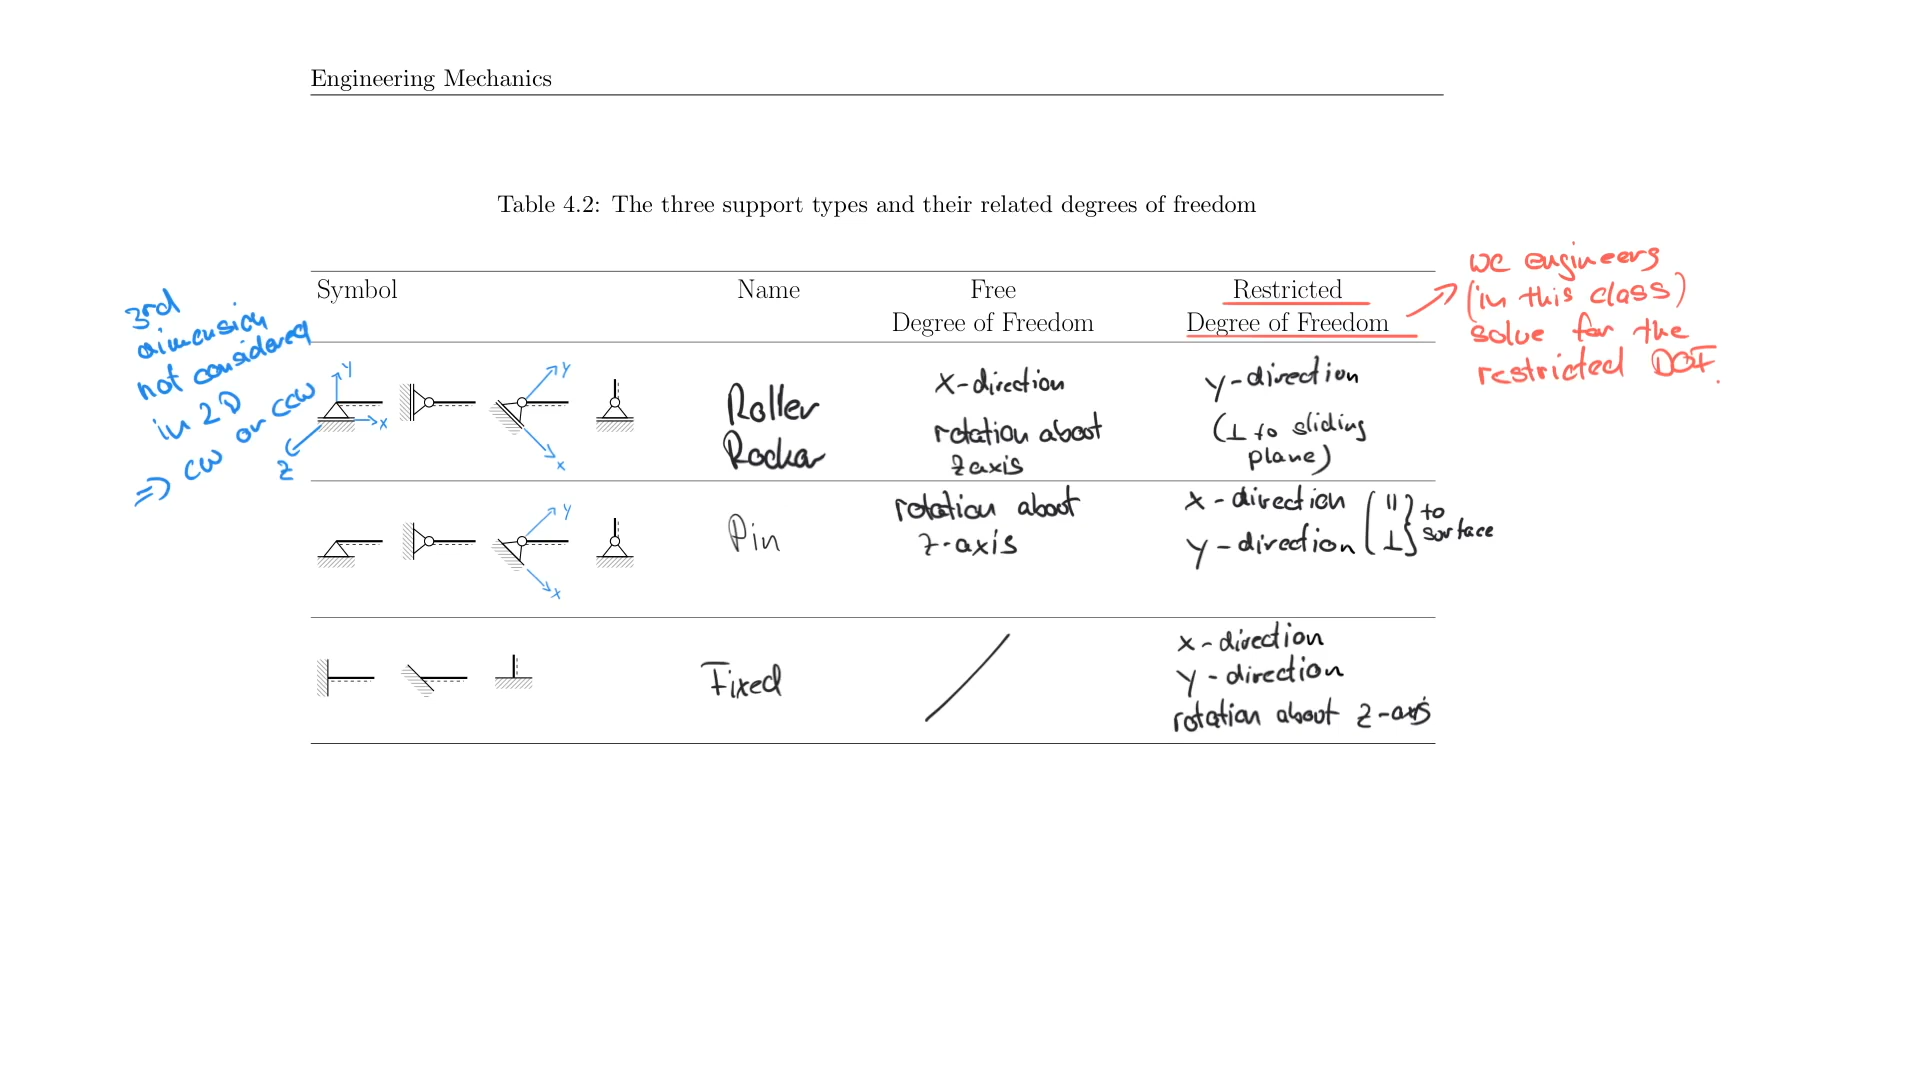 Engineering Mechanics
Table 4.2: The three support types and their related degrees of freedom
Symbol Name Free Restricted
Degree of Freedom Degree of Freedom
we engineers
(in this class)
solve for the
restricted DOF.
3rd
dimension
not considered
in 2D
=> cw or ccw
y
x
z
y
x
Roller
Rocker
x-direction
rotation about
z axis
y-direction
(⊥ to sliding
plane)
y
x
Pin
rotation about
z-axis
x-direction ( || } to
y-direction ( ⊥ } surface
Fixed
x-direction
y-direction
rotation about z-axis